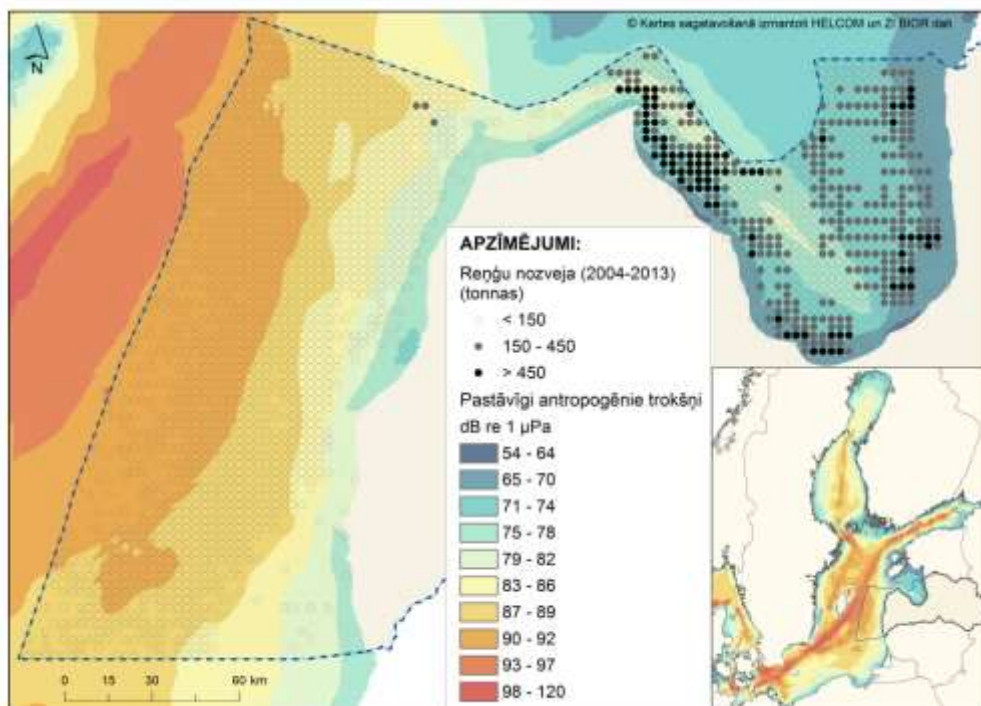 © Kartes sagatavošanā izmantoti HELCOM un ZI BIOR dati
N
APZĪMĒJUMI:
Reņģu nozveja (2004-2013)
(tonnas)
< 150
150 - 450
> 450
Pastāvīgi antropogēnie trokšņi
dB re 1 µPa
54 - 64
65 - 70
71 - 74
75 - 78
79 - 82
83 - 86
87 - 89
90 - 92
93 - 97
98 - 120
0 15 30 60 km